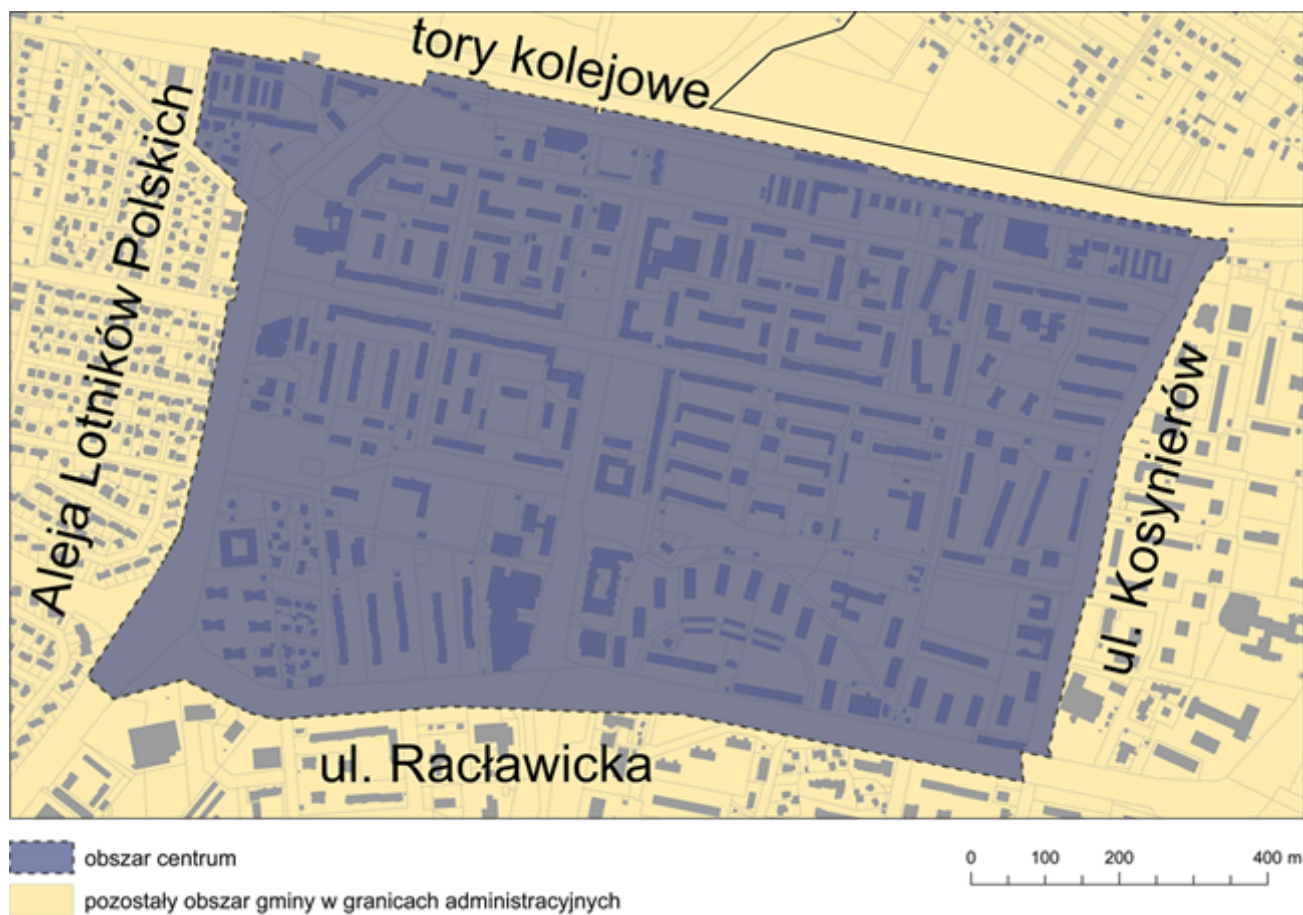 tory kolejowe
Aleja Lotników Polskich
ul. Kosynierów
ul. Racławicka
obszar centrum
pozostały obszar gminy w granicach administracyjnych
0 100 200 400 m